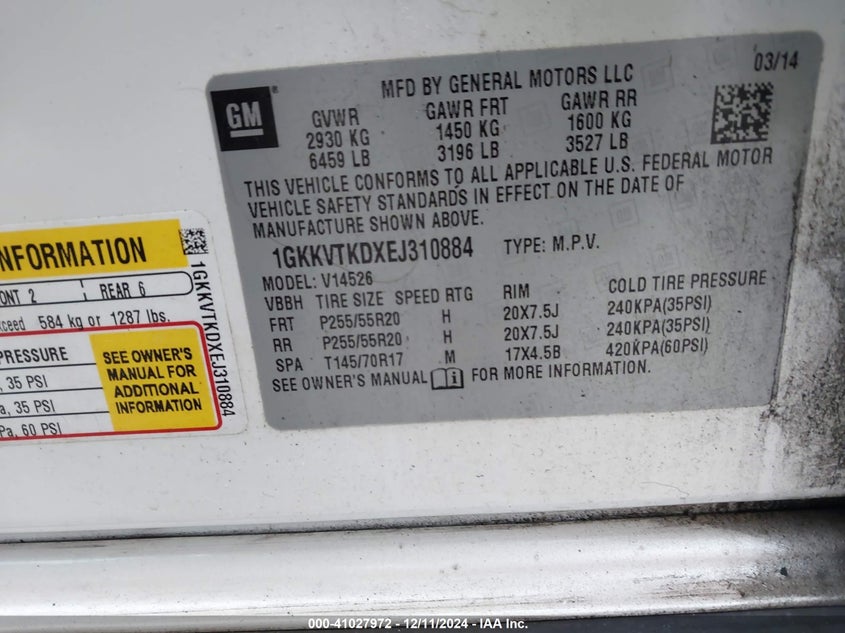 MFD BY GENERAL MOTORS LLC 03/14
GM
GVWR GAWR FRT GAWR RR
2930 KG 1450 KG 1600 KG
6459 LB 3196 LB 3527 LB
THIS VEHICLE CONFORMS TO ALL APPLICABLE U.S. FEDERAL MOTOR
VEHICLE SAFETY STANDARDS IN EFFECT ON THE DATE OF
MANUFACTURE SHOWN ABOVE.
1GKKVTKDXEJ310884 TYPE: M.P.V.
MODEL: V14526
VBBH TIRE SIZE SPEED RTG RIM COLD TIRE PRESSURE
FRT P255/55R20 H 20X7.5J 240KPA(35PSI)
RR P255/55R20 H 20X7.5J 240KPA(35PSI)
SPA T145/70R17 M 17X4.5B 420KPA(60PSI)
SEE OWNER'S MANUAL FOR MORE INFORMATION.
NFORMATION
ONT 2 REAR 6
xceed 584 kg or 1287 lbs.
PRESSURE
, 35 PSI
a, 35 PSI
Pa, 60 PSI
SEE OWNER'S
MANUAL FOR
ADDITIONAL
INFORMATION
1GKKVTKDXEJ310884
000-41027972 - 12/11/2024 - IAA Inc.